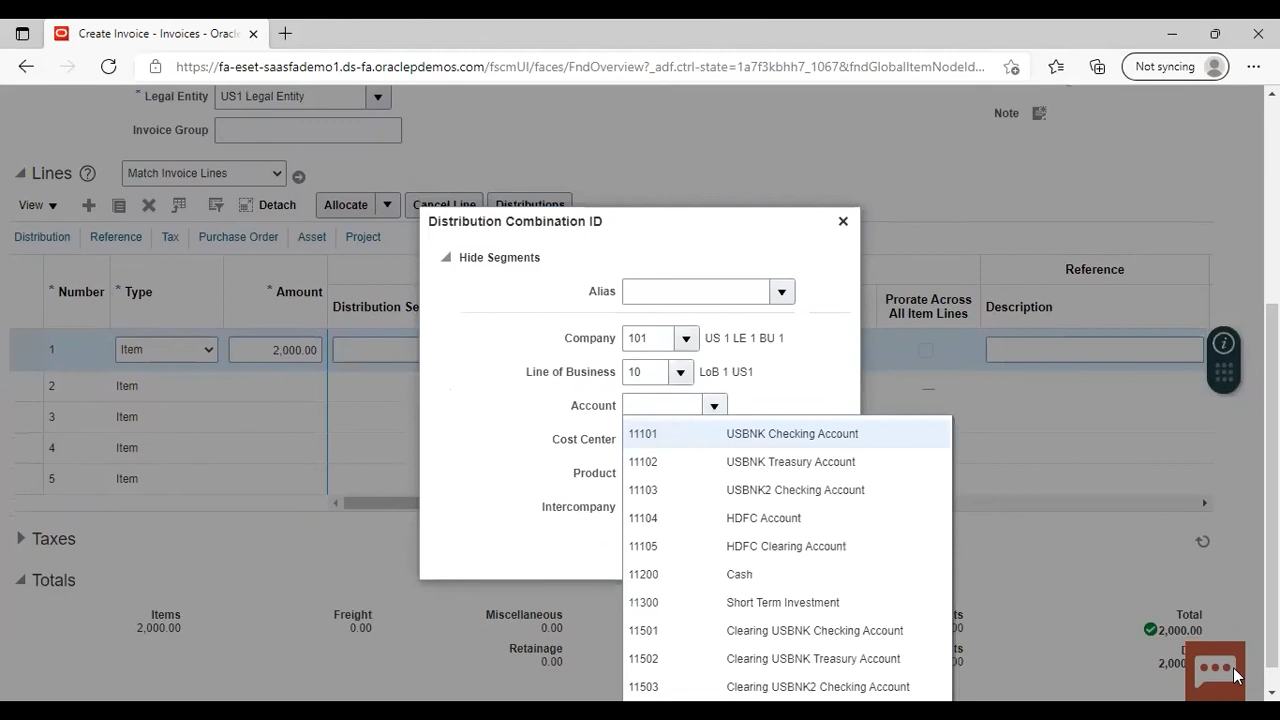 Create Invoice - Invoices - Oracle
https://fa-eset-saasfademo1.ds-fa.oraclepdemos.com/fscmUI/faces/FndOverview?_adf.ctrl-state=1a7f3kbhh7_1067&fndGlobalItemNodeId...
Not syncing
* Legal Entity US1 Legal Entity
Note
Invoice Group
Lines Match Invoice Lines
View Detach Allocate Cancel Line Distributions
Distribution Reference Tax Purchase Order Asset Project
Distribution Combination ID
Hide Segments
Alias
Company 101 US 1 LE 1 BU 1
Line of Business 10 LoB 1 US1
Account
Cost Center
Product
Intercompany
11101 USBNK Checking Account
11102 USBNK Treasury Account
11103 USBNK2 Checking Account
11104 HDFC Account
11105 HDFC Clearing Account
11200 Cash
11300 Short Term Investment
11501 Clearing USBNK Checking Account
11502 Clearing USBNK Treasury Account
11503 Clearing USBNK2 Checking Account
Reference
* Number * Type * Amount
Distribution Se
Prorate Across
All Item Lines
Description
1 Item 2,000.00
2 Item
3 Item
4 Item
5 Item
Taxes
Totals
Items Freight Miscellaneous Total
2,000.00 0.00 0.00 2,000.00
Retainage
0.00